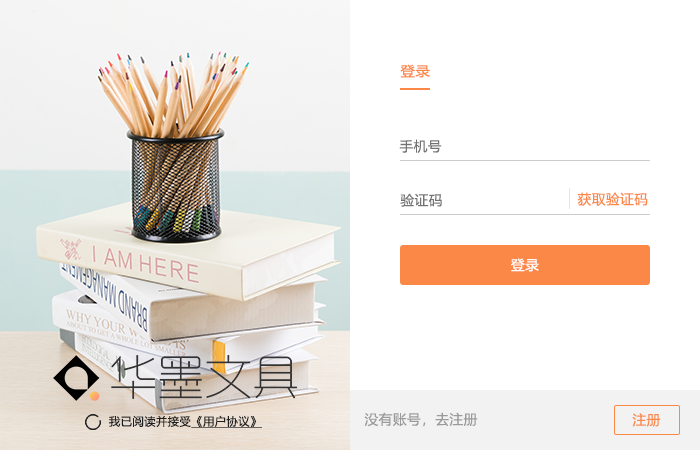 I AM HERE
BRAND MANAGEMENT
WHY YOUR
华墨文具
我已阅读并接受《用户协议》
登录
手机号
验证码
获取验证码
登录
没有账号，去注册
注册